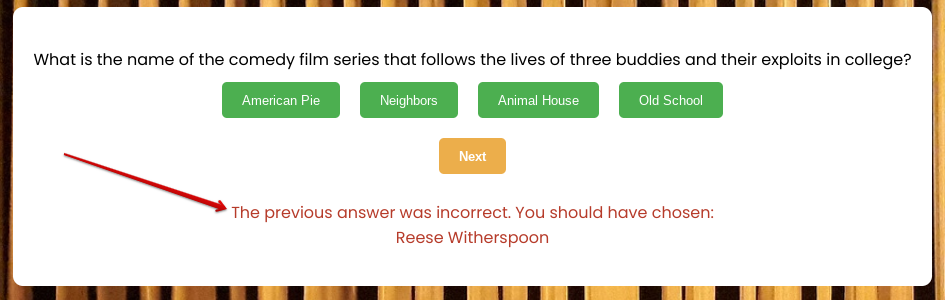 What is the name of the comedy film series that follows the lives of three buddies and their exploits in college?
American Pie Neighbors Animal House Old School
Next
The previous answer was incorrect. You should have chosen:
Reese Witherspoon